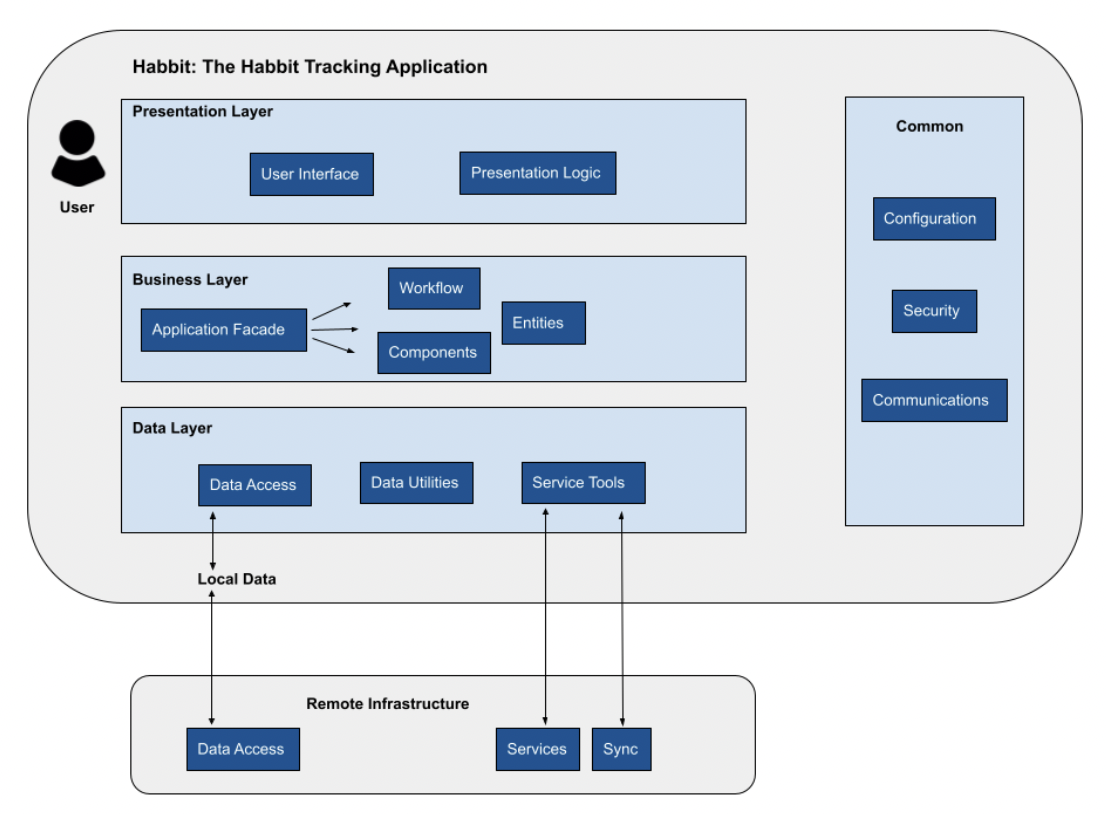 Habbit: The Habbit Tracking Application
User
Presentation Layer
User Interface
Presentation Logic
Business Layer
Application Facade
Workflow
Components
Entities
Data Layer
Data Access
Data Utilities
Service Tools
Local Data
Common
Configuration
Security
Communications
Remote Infrastructure
Data Access
Services
Sync